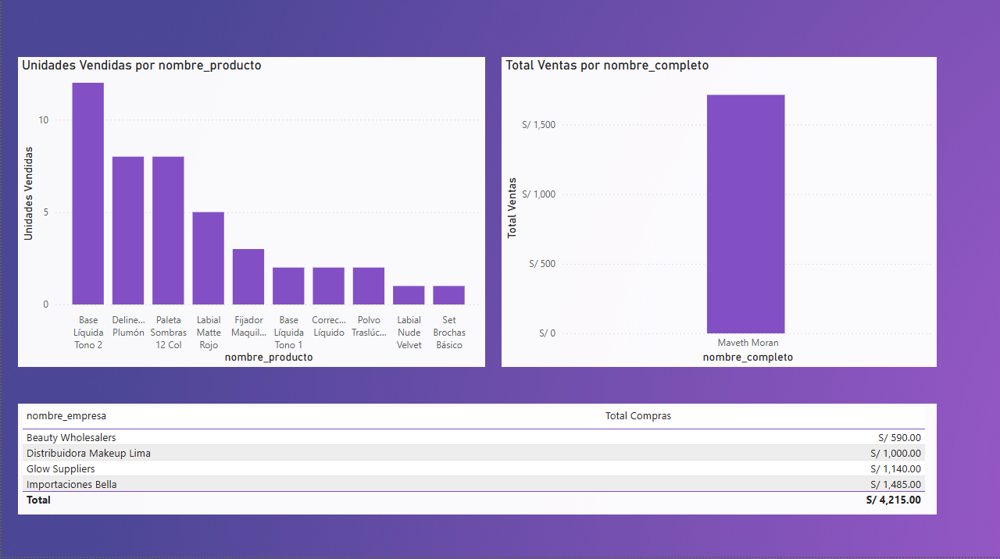 Unidades Vendidas por nombre_producto
Unidades Vendidas
10
5
0
Base Líquida Tono 2
Deline... Plumón
Paleta Sombras 12 Col
Labial Matte Rojo
Fijador Maquil...
Base Líquida Tono 1
Correc... Líquido
Polvo Traslúc...
Labial Nude Velvet
Set Brochas Básico
nombre_producto
Total Ventas por nombre_completo
Total Ventas
S/ 1,500
S/ 1,000
S/ 500
S/ 0
Maveth Moran
nombre_completo
nombre_empresa Total Compras
Beauty Wholesalers S/ 590.00
Distribuidora Makeup Lima S/ 1,000.00
Glow Suppliers S/ 1,140.00
Importaciones Bella S/ 1,485.00
Total S/ 4,215.00